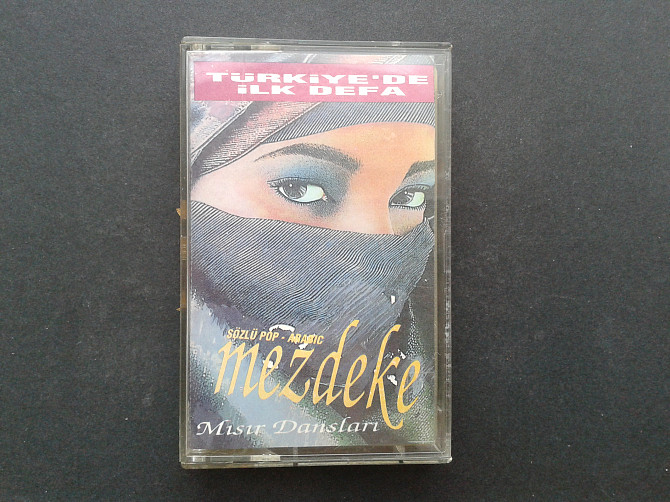 TÜRKİYE'DE
İLK DEFA
SÖZLÜ POP - ARABIC
mezdeke
Mısır Dansları